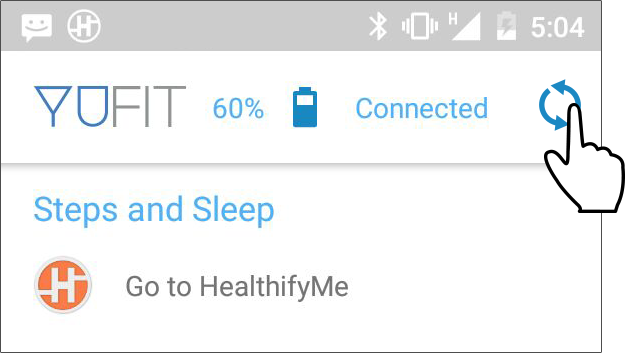 H 5:04
YUFIT 60% Connected
Steps and Sleep
H Go to HealthifyMe